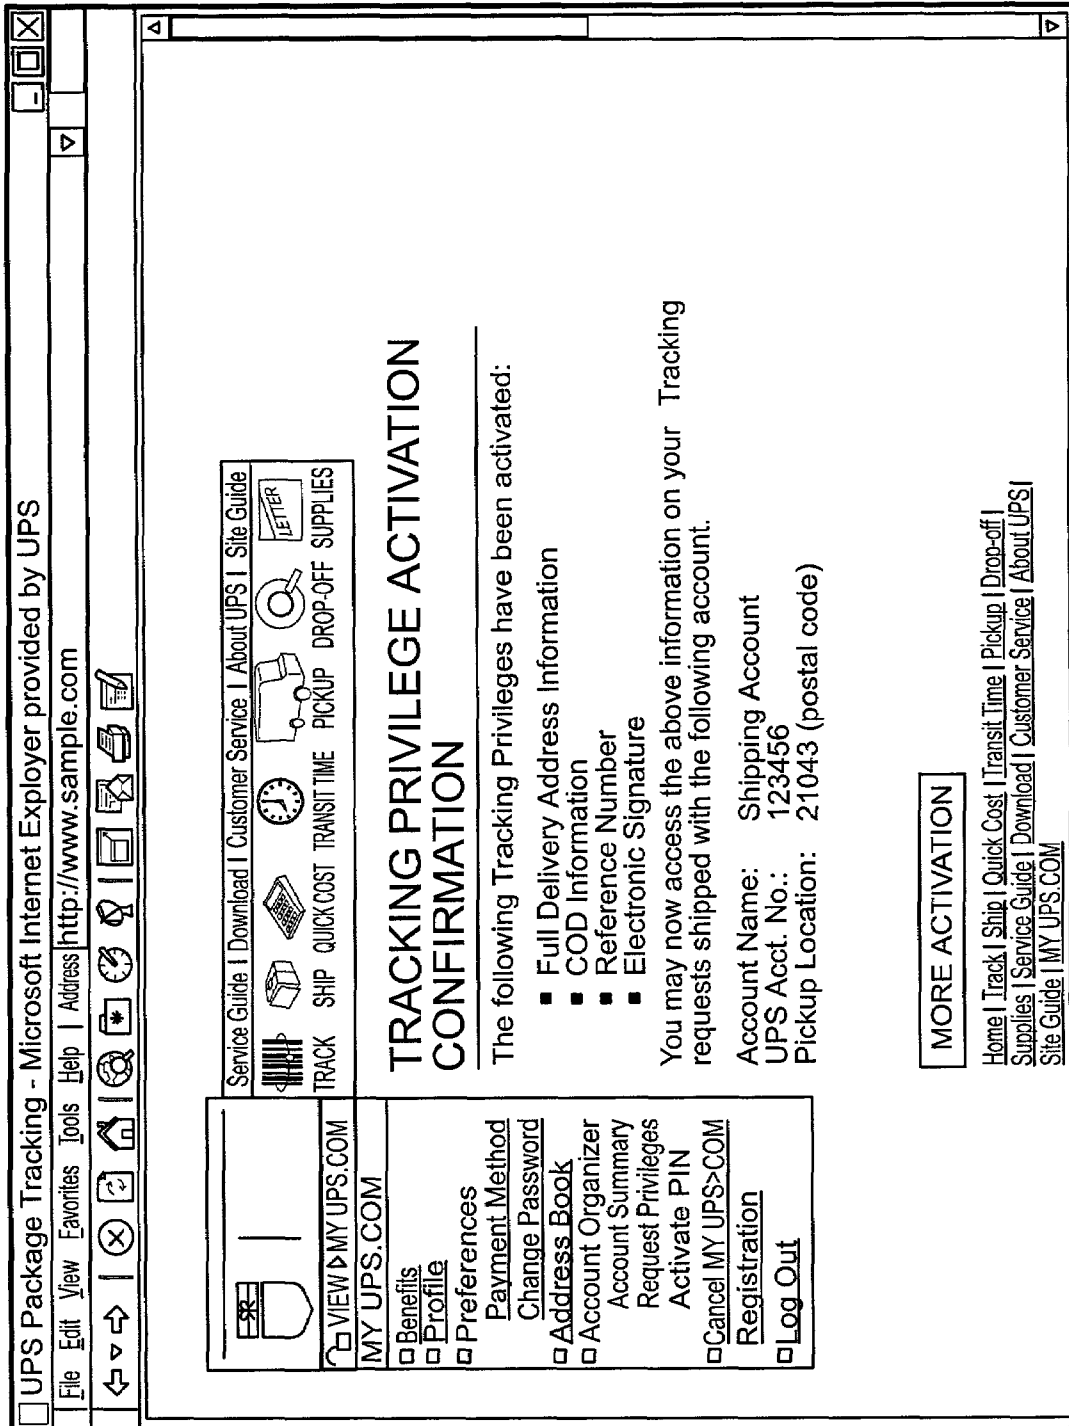 UPS Package Tracking - Microsoft Internet Exployer provided by UPS
File Edit View Favorites Tools Help | Address http://www.sample.com
Service Guide | Download | Customer Service | About UPS | Site Guide
LETTER
TRACK SHIP QUICK COST TRANSIT TIME PICKUP DROP-OFF SUPPLIES
VIEW MY UPS.COM
MY UPS.COM
Benefits
Profile
Preferences
Payment Method
Change Password
Address Book
Account Organizer
Account Summary
Request Privileges
Activate PIN
Cancel MY UPS>COM
Registration
Log Out
TRACKING PRIVILEGE ACTIVATION
CONFIRMATION
The following Tracking Privileges have been activated:
■ Full Delivery Address Information
■ COD Information
■ Reference Number
■ Electronic Signature
You may now access the above information on your Tracking
requests shipped with the following account.
Account Name: Shipping Account
UPS Acct. No.: 123456
Pickup Location: 21043 (postal code)
MORE ACTIVATION
Home | Track | Ship | Quick Cost | Transit Time | Pickup | Drop-off |
Supplies | Service Guide | Download | Customer Service | About UPS |
Site Guide | MY UPS.COM